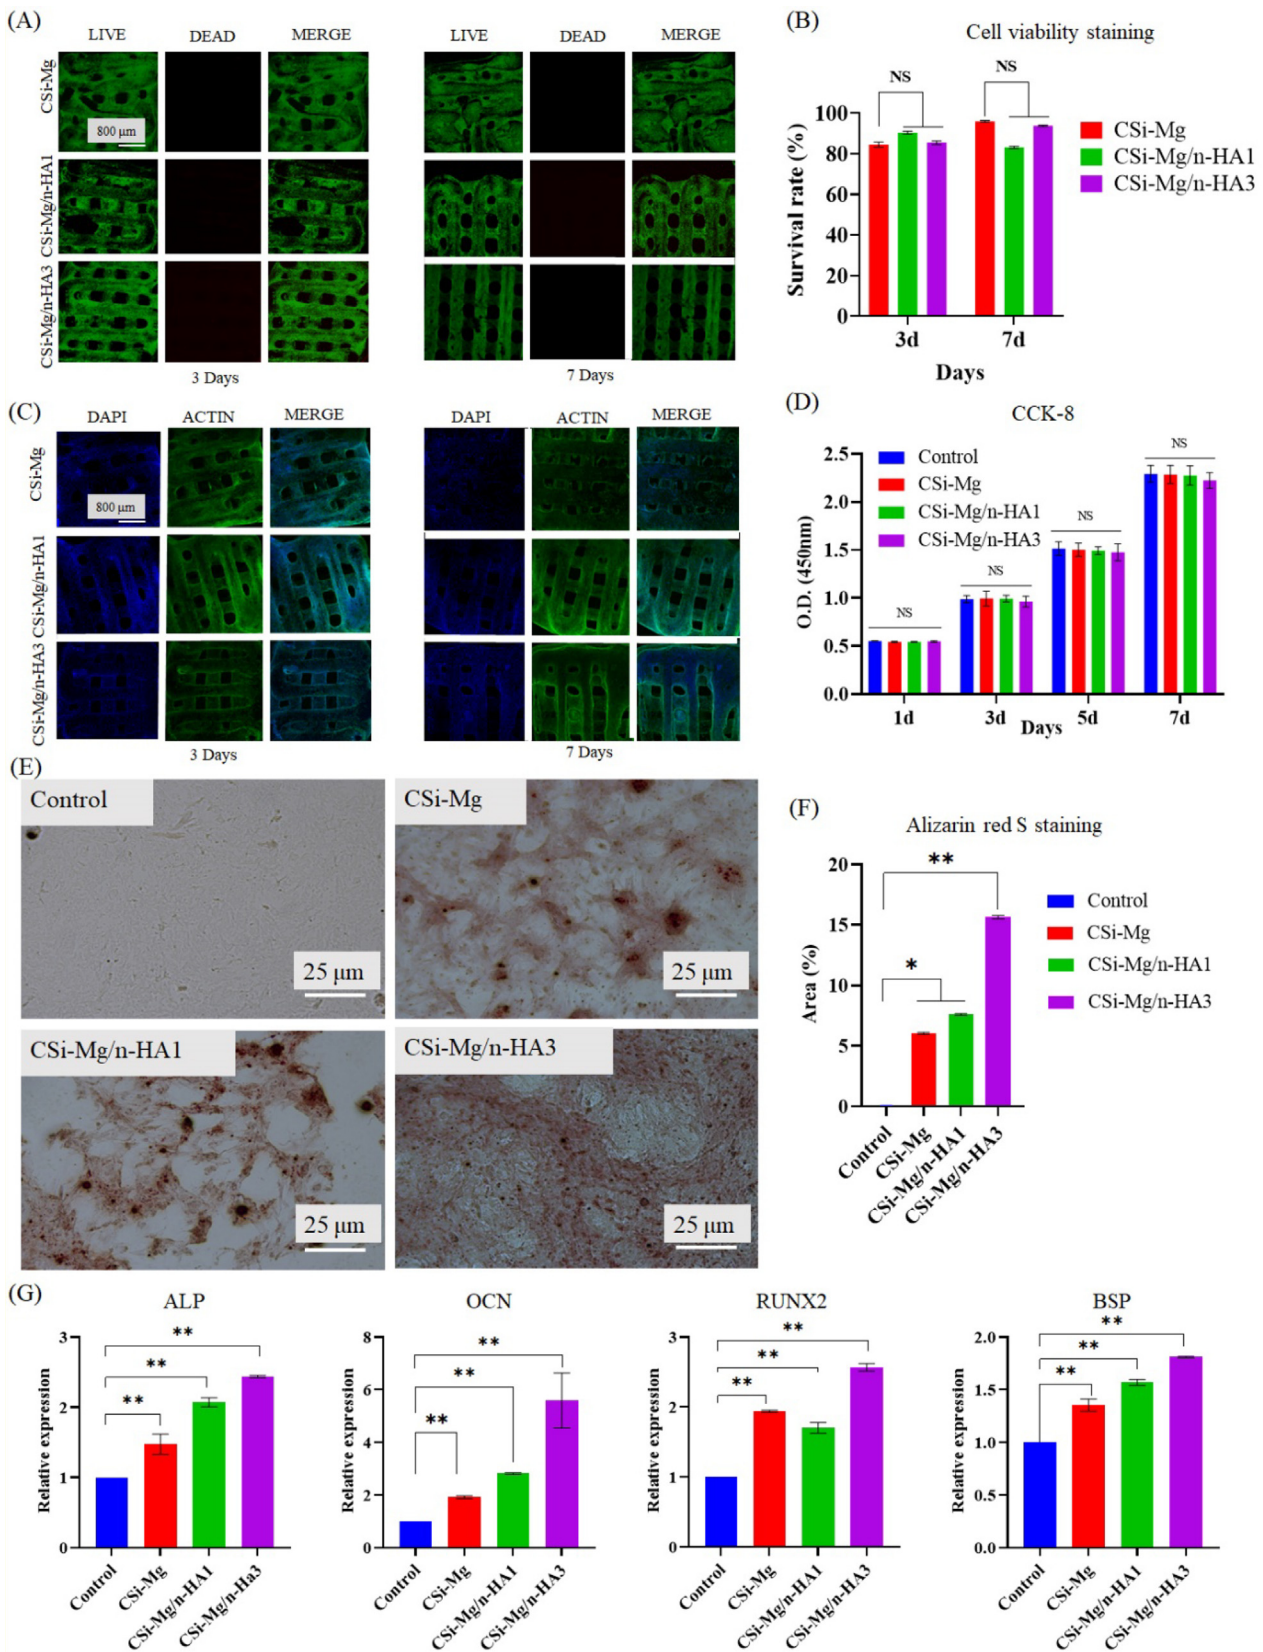 (A)
LIVE DEAD MERGE
LIVE DEAD MERGE
CSi-Mg
800 μm
CSi-Mg/n-HA1
CSi-Mg/n-HA3
3 Days
7 Days
(B)
Cell viability staining
NS
NS
Survival rate (%)
100
80
60
40
20
0
3d
7d
Days
CSi-Mg
CSi-Mg/n-HA1
CSi-Mg/n-HA3
(C)
DAPI ACTIN MERGE
DAPI ACTIN MERGE
CSi-Mg
800 μm
CSi-Mg/n-HA1
CSi-Mg/n-HA3
3 Days
7 Days
(D)
CCK-8
Control
CSi-Mg
CSi-Mg/n-HA1
CSi-Mg/n-HA3
O.D. (450nm)
2.5
2.0
1.5
1.0
0.5
0.0
NS
NS
NS
NS
1d
3d
5d
7d
Days
(E)
Control
25 μm
CSi-Mg
25 μm
CSi-Mg/n-HA1
25 μm
CSi-Mg/n-HA3
25 μm
(F)
Alizarin red S staining
Area (%)
20
15
10
5
0
**
*
Control
CSi-Mg
CSi-Mg/n-HA1
CSi-Mg/n-HA3
Control
CSi-Mg
CSi-Mg/n-HA1
CSi-Mg/n-HA3
(G)
ALP
Relative expression
3
2
1
0
**
**
**
Control
CSi-Mg
CSi-Mg/n-HA1
CSi-Mg/n-Ha3
OCN
Relative expression
8
6
4
2
0
**
**
**
Control
CSi-Mg
CSi-Mg/n-HA1
CSi-Mg/n-HA3
RUNX2
Relative expression
3
2
1
0
**
**
**
Control
CSi-Mg
CSi-Mg/n-HA1
CSi-Mg/n-HA3
BSP
Relative expression
2.0
1.5
1.0
0.5
0.0
**
**
**
Control
CSi-Mg
CSi-Mg/n-HA1
CSi-Mg/n-HA3